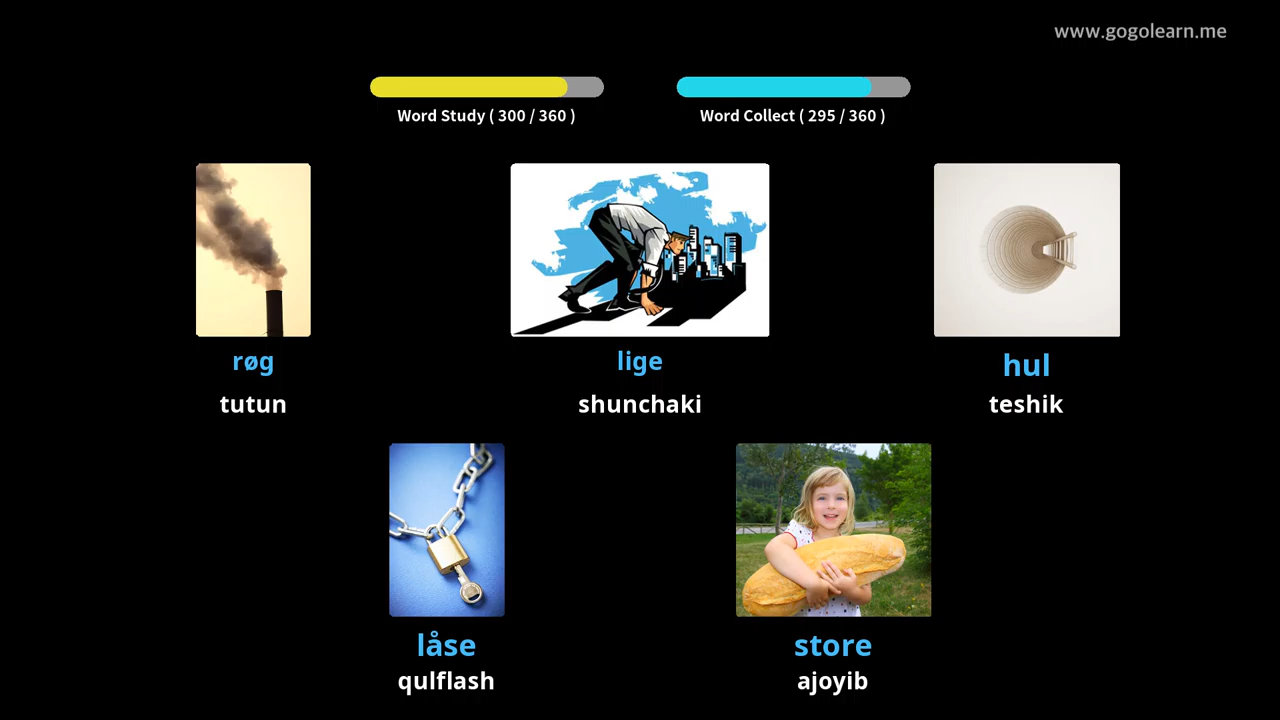 www.gogolearn.me
Word Study ( 300 / 360 )
Word Collect ( 295 / 360 )
røg
lige
hul
tutun
shunchaki
teshik
låse
store
qulflash
ajoyib